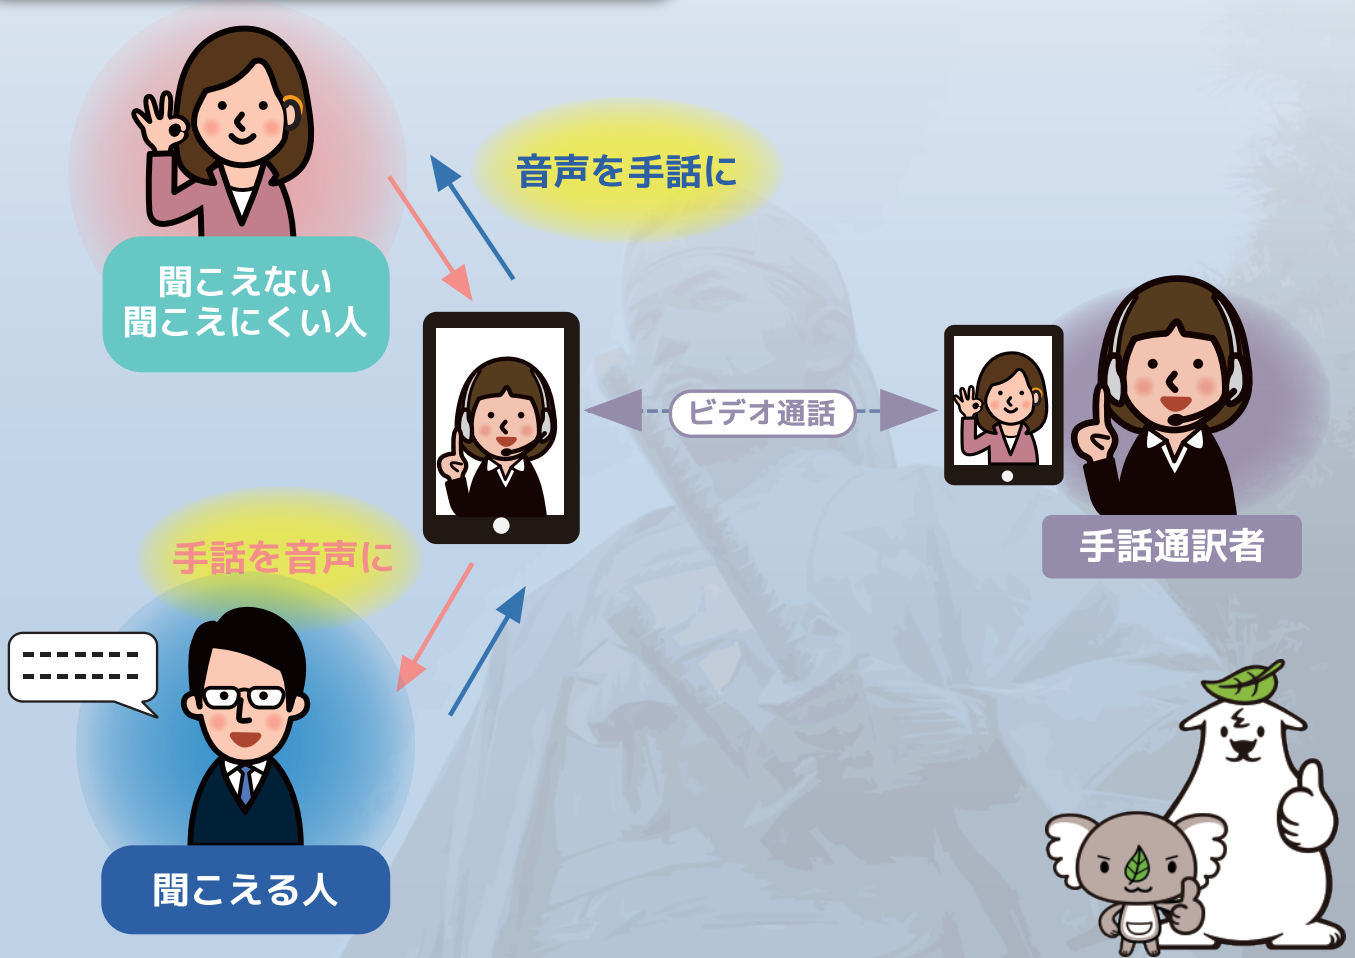 音声を手話に
聞こえない
聞こえにくい人
ビデオ通話
手話通訳者
手話を音声に
聞こえる人